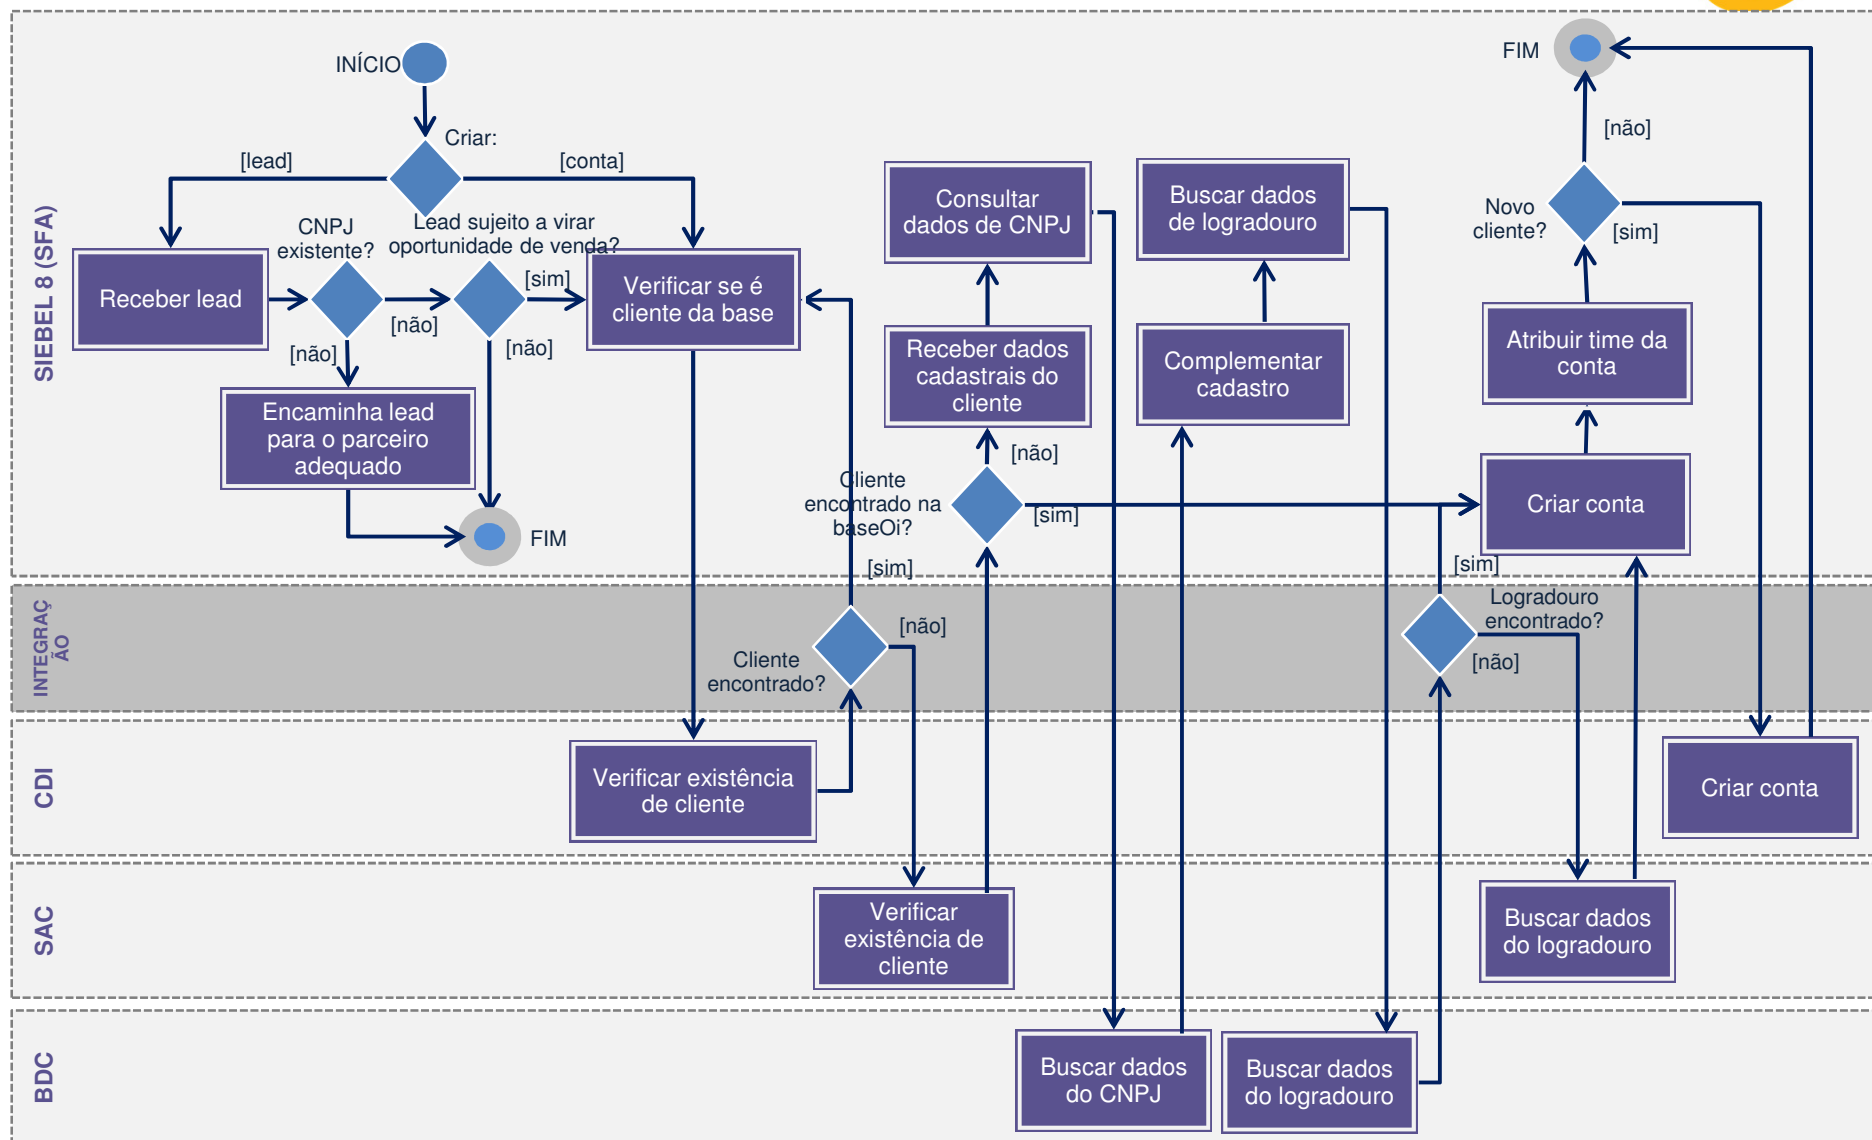 INÍCIO
Criar:
[lead]
[conta]
CNPJ
existente?
Lead sujeito a virar
oportunidade de venda?
[sim]
[não]
[não]
[não]
Receber lead
Verificar se é
cliente da base
Encaminha lead
para o parceiro
adequado
FIM
SIEBEL 8 (SFA)
Consultar
dados de CNPJ
Receber dados
cadastrais do
cliente
[não]
Cliente
encontrado na
baseOi?
[sim]
[sim]
Buscar dados
de logradouro
Complementar
cadastro
FIM
[não]
Novo
cliente?
[sim]
Atribuir time da
conta
Criar conta
[sim]
INTEGRAÇ
ÃO
Cliente
encontrado?
[não]
Logradouro
encontrado?
[não]
CDI
Verificar existência
de cliente
Criar conta
SAC
Verificar
existência de
cliente
Buscar dados
do logradouro
BDC
Buscar dados
do CNPJ
Buscar dados
do logradouro